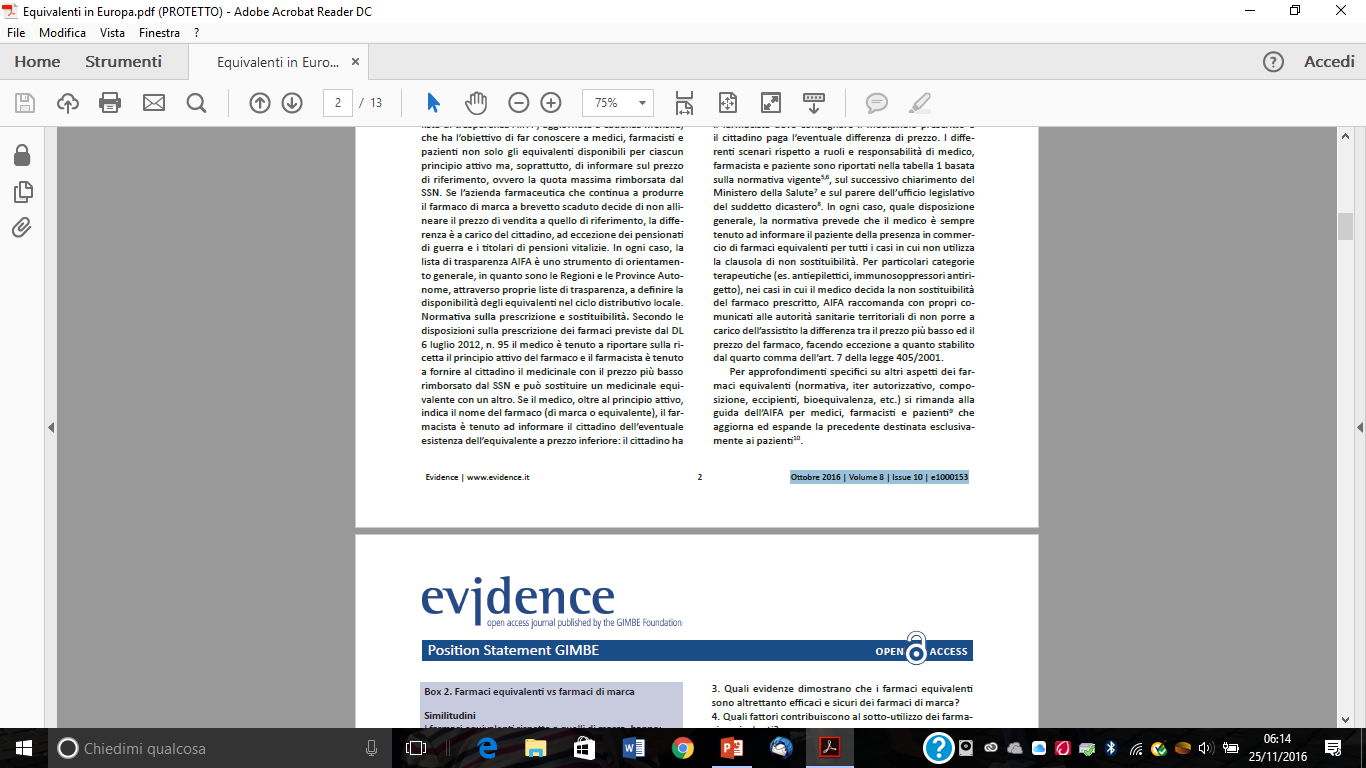 Equivalenti in Europa.pdf (PROTETTO) - Adobe Acrobat Reader DC
File Modifica Vista Finestra ?
Home Strumenti Equivalenti in Euro... × ? Accedi
2 / 13 75%
che ha l'obiettivo di far conoscere a medici, farmacisti e
pazienti non solo gli equivalenti disponibili per ciascun
principio attivo ma, soprattutto, di informare sul prezzo
di riferimento, ovvero la quota massima rimborsata dal
SSN. Se l'azienda farmaceutica che continua a produrre
il farmaco di marca a brevetto scaduto decide di non alli-
neare il prezzo di vendita a quello di riferimento, la diffe-
renza è a carico del cittadino, ad eccezione dei pensionati
di guerra e i titolari di pensioni vitalizie. In ogni caso, la
lista di trasparenza AIFA è uno strumento di orientamen-
to generale, in quanto sono le Regioni e le Province Auto-
nome, attraverso proprie liste di trasparenza, a definire la
disponibilità degli equivalenti nel ciclo distributivo locale.
Normativa sulla prescrizione e sostituibilità. Secondo le
disposizioni sulla prescrizione dei farmaci previste dal DL
6 luglio 2012, n. 95 il medico è tenuto a riportare sulla ri-
cetta il principio attivo del farmaco e il farmacista è tenuto
a fornire al cittadino il medicinale con il prezzo più basso
rimborsato dal SSN e può sostituire un medicinale equi-
valente con un altro. Se il medico, oltre al principio attivo,
indica il nome del farmaco (di marca o equivalente), il far-
macista è tenuto ad informare il cittadino dell'eventuale
esistenza dell'equivalente a prezzo inferiore: il cittadino ha
il cittadino paga l'eventuale differenza di prezzo. I diffe-
renti scenari rispetto a ruoli e responsabilità di medico,
farmacista e paziente sono riportati nella tabella 1 basata
sulla normativa vigente5,6, sul successivo chiarimento del
Ministero della Salute7 e sul parere dell'ufficio legislativo
del suddetto dicastero8. In ogni caso, quale disposizione
generale, la normativa prevede che il medico è sempre
tenuto ad informare il paziente della presenza in commer-
cio di farmaci equivalenti per tutti i casi in cui non utilizza
la clausola di non sostituibilità. Per particolari categorie
terapeutiche (es. antiepilettici, immunosoppressori antiri-
getto), nei casi in cui il medico decida la non sostituibilità
del farmaco prescritto, AIFA raccomanda con propri co-
municati alle autorità sanitarie territoriali di non porre a
carico dell'assistito la differenza tra il prezzo più basso ed il
prezzo del farmaco, facendo eccezione a quanto stabilito
dal quarto comma dell'art. 7 della legge 405/2001.
Per approfondimenti specifici su altri aspetti dei far-
maci equivalenti (normativa, iter autorizzativo, compo-
sizione, eccipienti, bioequivalenza, etc.) si rimanda alla
guida dell'AIFA per medici, farmacisti e pazienti9 che
aggiorna ed espande la precedente destinata esclusiva-
mente ai pazienti10.
Evidence | www.evidence.it 2 Ottobre 2016 | Volume 8 | Issue 10 | e1000153
evidence
open access journal published by the GIMBE Foundation
Position Statement GIMBE OPEN ACCESS
Box 2. Farmaci equivalenti vs farmaci di marca
Similitudini
3. Quali evidenze dimostrano che i farmaci equivalenti
sono altrettanto efficaci e sicuri dei farmaci di marca?
4. Quali fattori contribuiscono al sotto-utilizzo dei farma-
Chiedimi qualcosa
06:14
25/11/2016